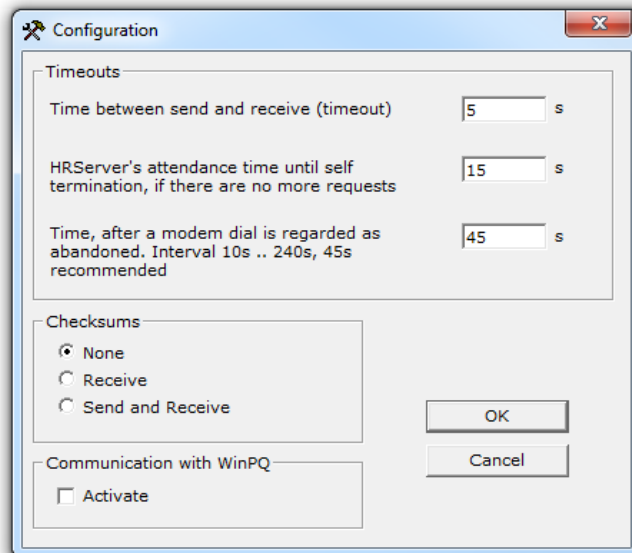 Configuration
Timeouts
Time between send and receive (timeout)
5 s
HRServer's attendance time until self
termination, if there are no more requests
15 s
Time, after a modem dial is regarded as
abandoned. Interval 10s .. 240s, 45s
recommended
45 s
Checksums
None
Receive
Send and Receive
OK
Cancel
Communication with WinPQ
Activate